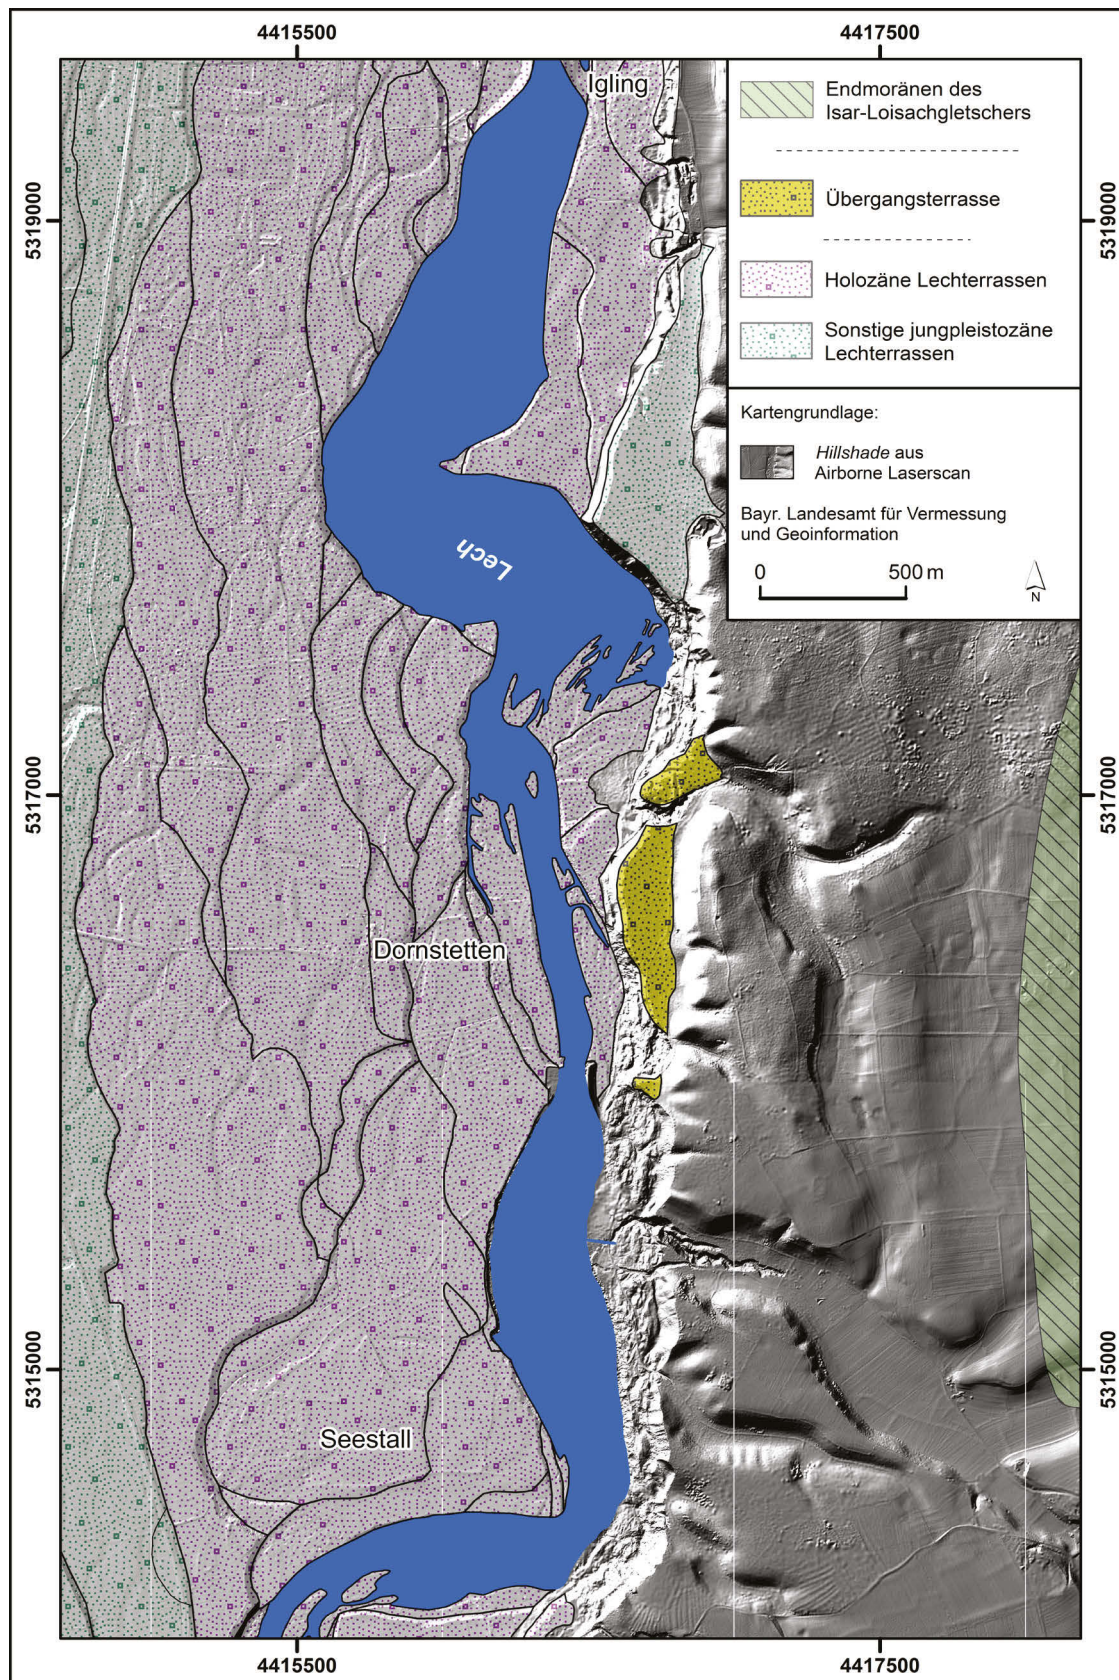 4415500
4417500
Igling
Endmoränen des
Isar-Loisachgletschers
5319000
Übergangsterrasse
5319000
Holozäne Lechterrassen
Sonstige jungpleistozäne
Lechterrassen
Kartengrundlage:
Hillshade aus
Airborne Laserscan
Bayr. Landesamt für Vermessung
und Geoinformation
Lech
0 500 m
N
5317000
5317000
Dornstetten
5315000
5315000
Seestall
4415500
4417500